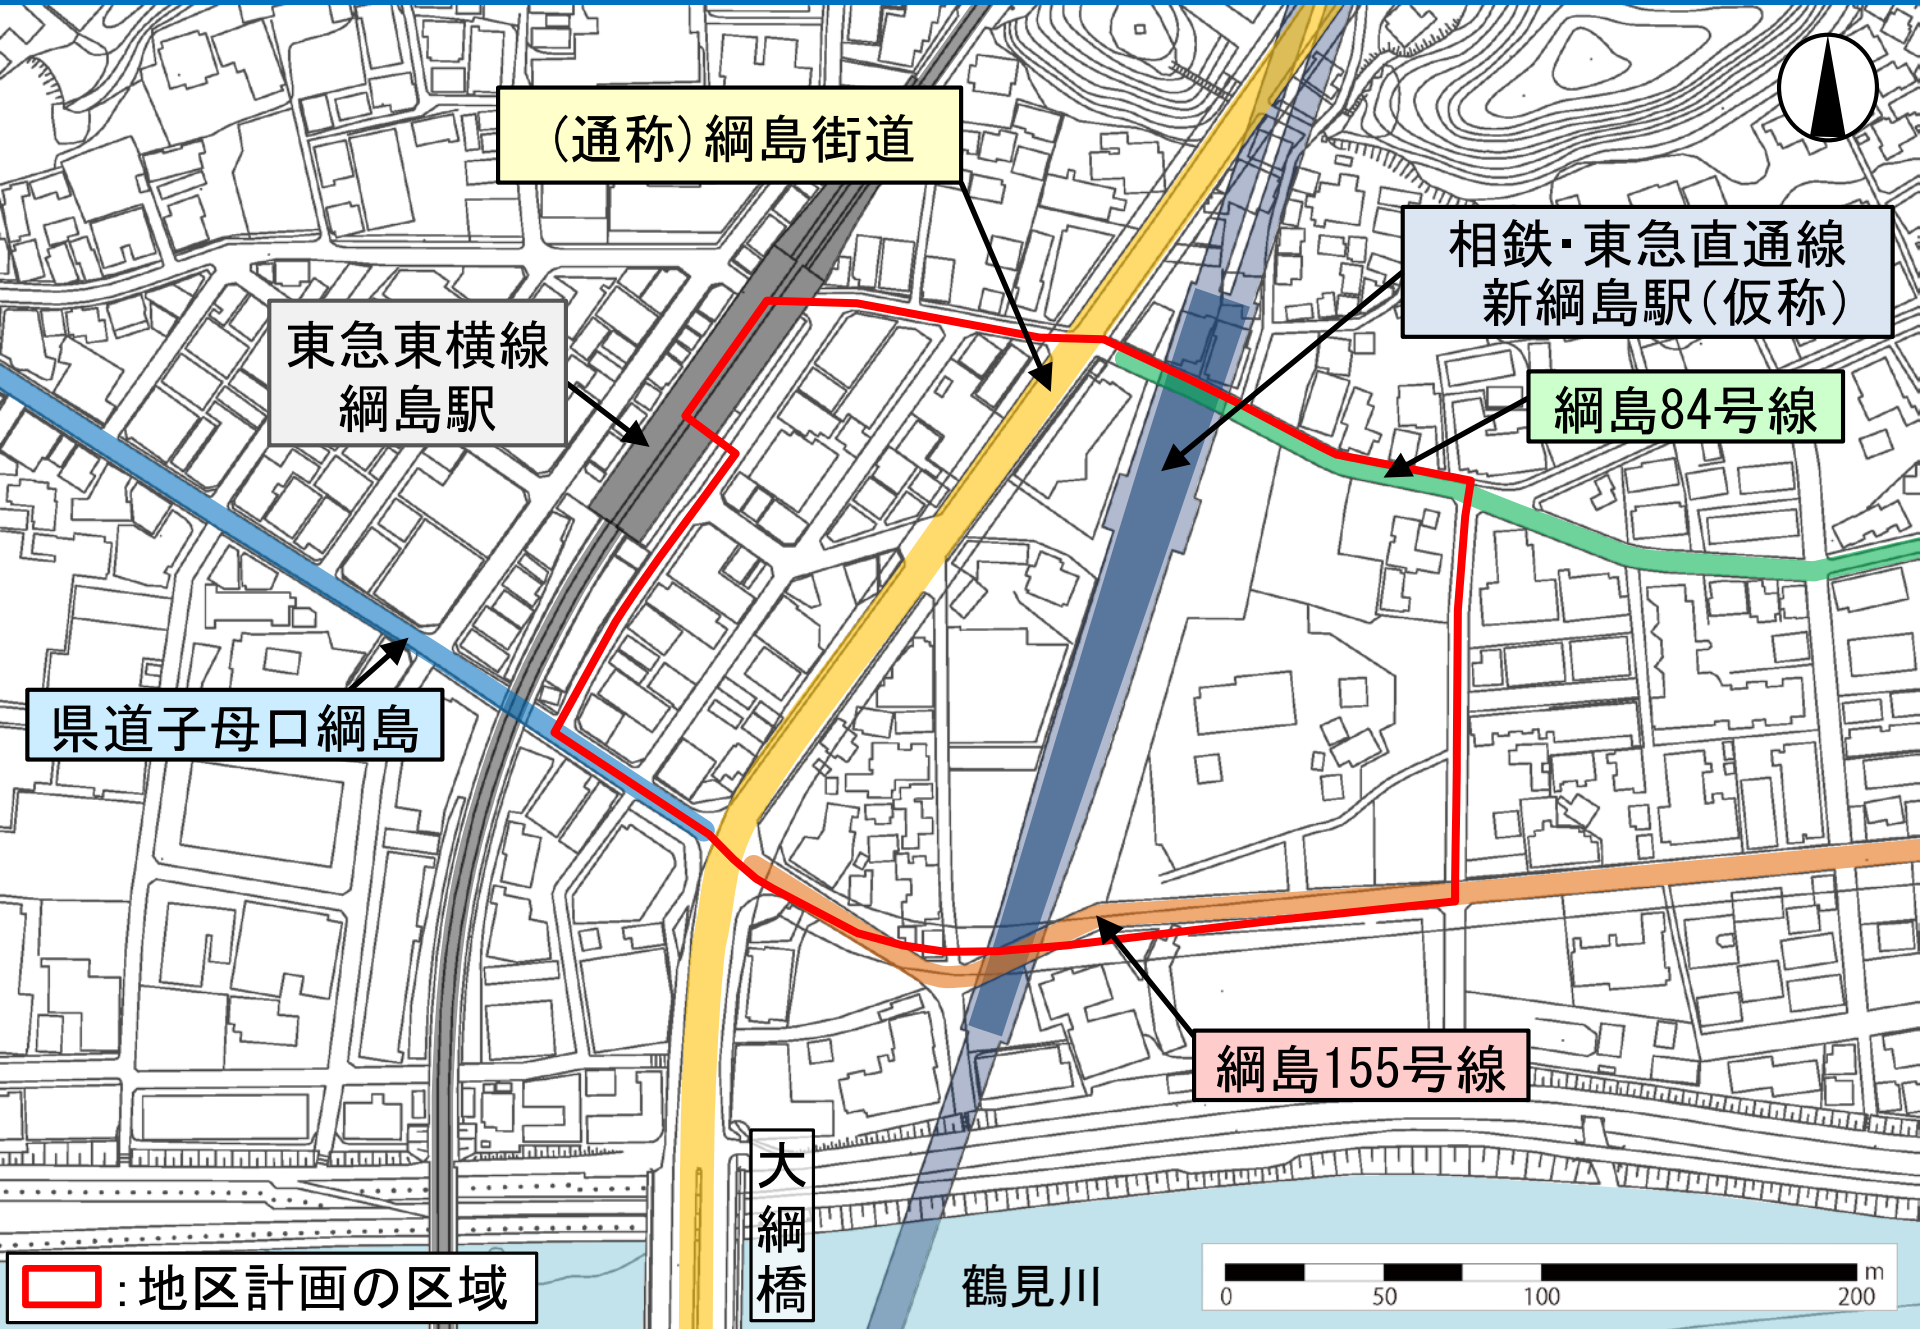 (通称)綱島街道
相鉄・東急直通線
新綱島駅(仮称)
東急東横線
綱島駅
綱島84号線
県道子母口綱島
綱島155号線
大綱橋
鶴見川
:地区計画の区域
0 50 100 200 m